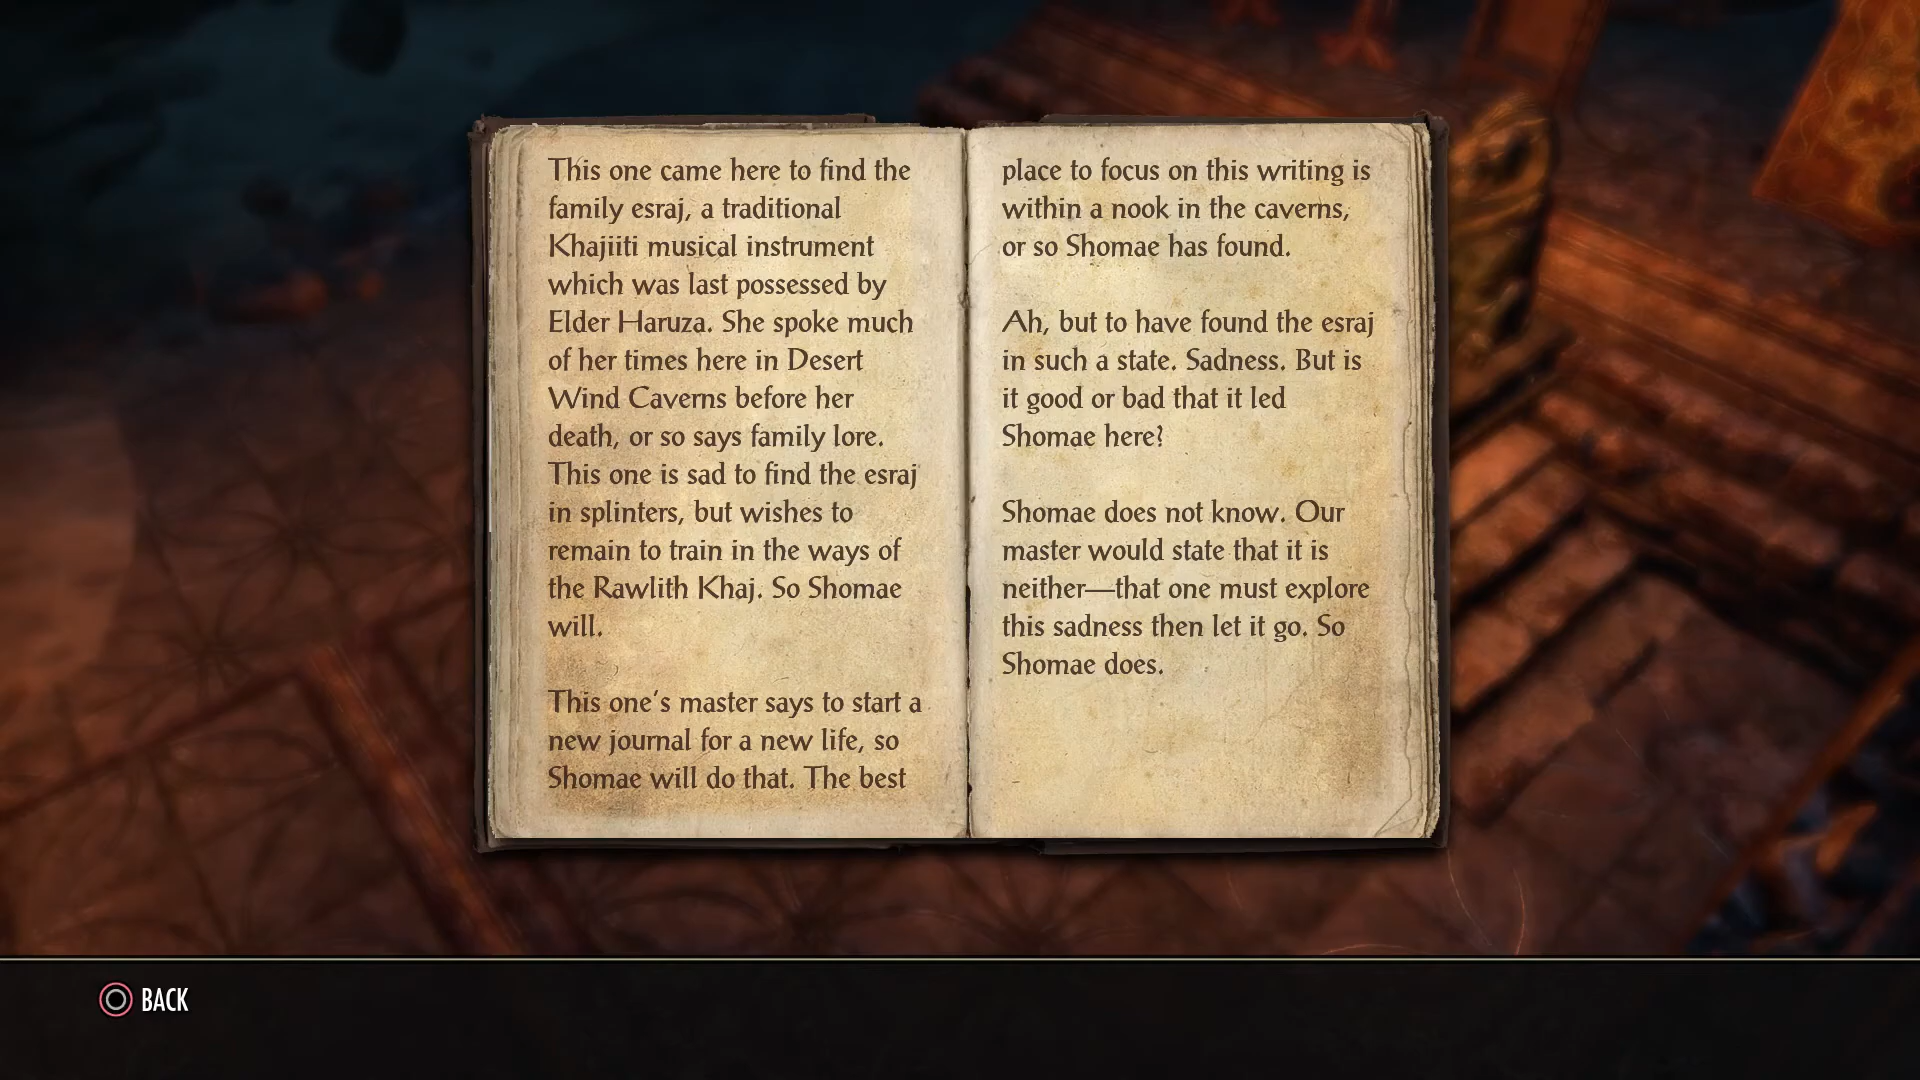 This one came here to find the
family esraj, a traditional
Khajiiti musical instrument
which was last possessed by
Elder Haruza. She spoke much
of her times here in Desert
Wind Caverns before her
death, or so says family lore.
This one is sad to find the esraj
in splinters, but wishes to
remain to train in the ways of
the Rawlith Khaj. So Shomae
will.
This one's master says to start a
new journal for a new life, so
Shomae will do that. The best
place to focus on this writing is
within a nook in the caverns,
or so Shomae has found.
Ah, but to have found the esraj
in such a state. Sadness. But is
it good or bad that it led
Shomae here?
Shomae does not know. Our
master would state that it is
neither—that one must explore
this sadness then let it go. So
Shomae does.
BACK